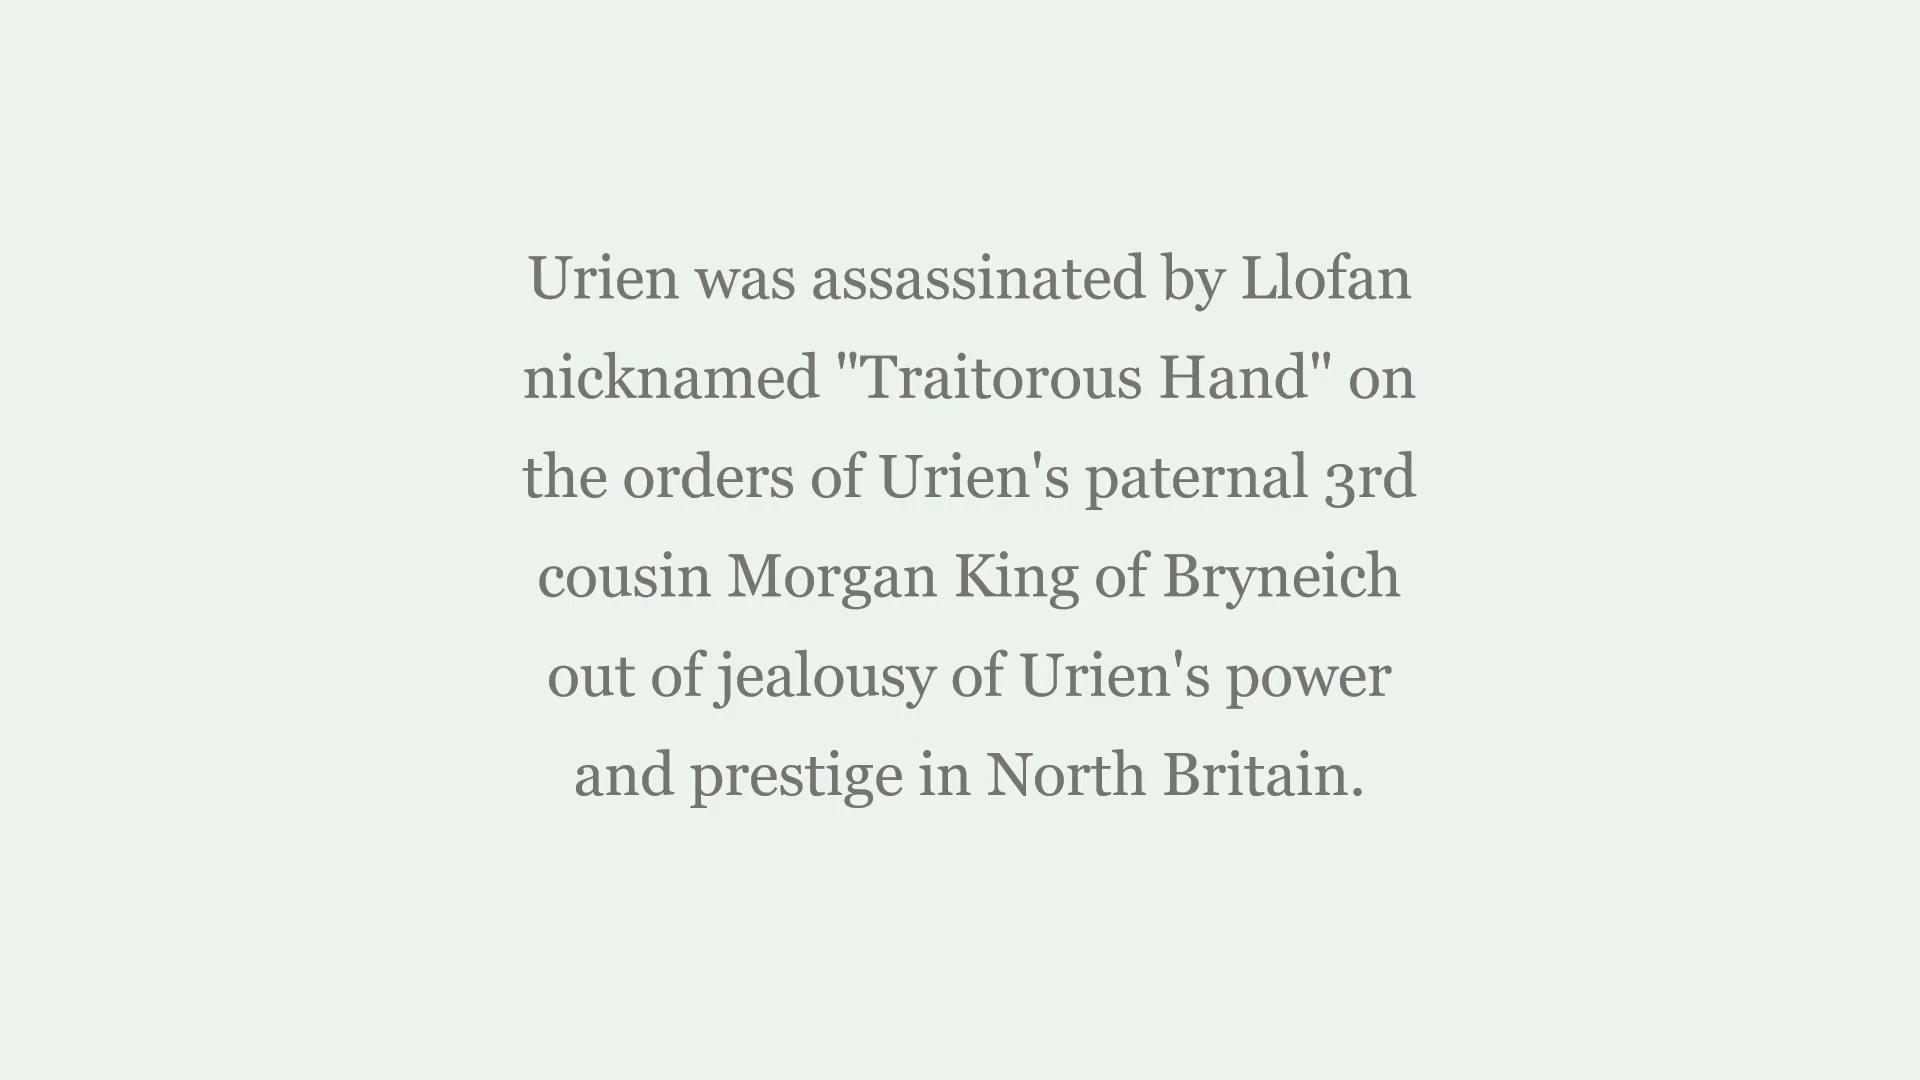 Urien was assassinated by Llofan
nicknamed "Traitorous Hand" on
the orders of Urien's paternal 3rd
cousin Morgan King of Bryneich
out of jealousy of Urien's power
and prestige in North Britain.